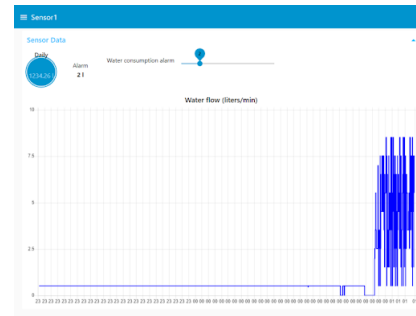 Sensor1
Sensor Data
Daily
1234,26 l
Alarm
2 l
Water consumption alarm
2
Water flow (liters/min)
10
7.5
5
2.5
0